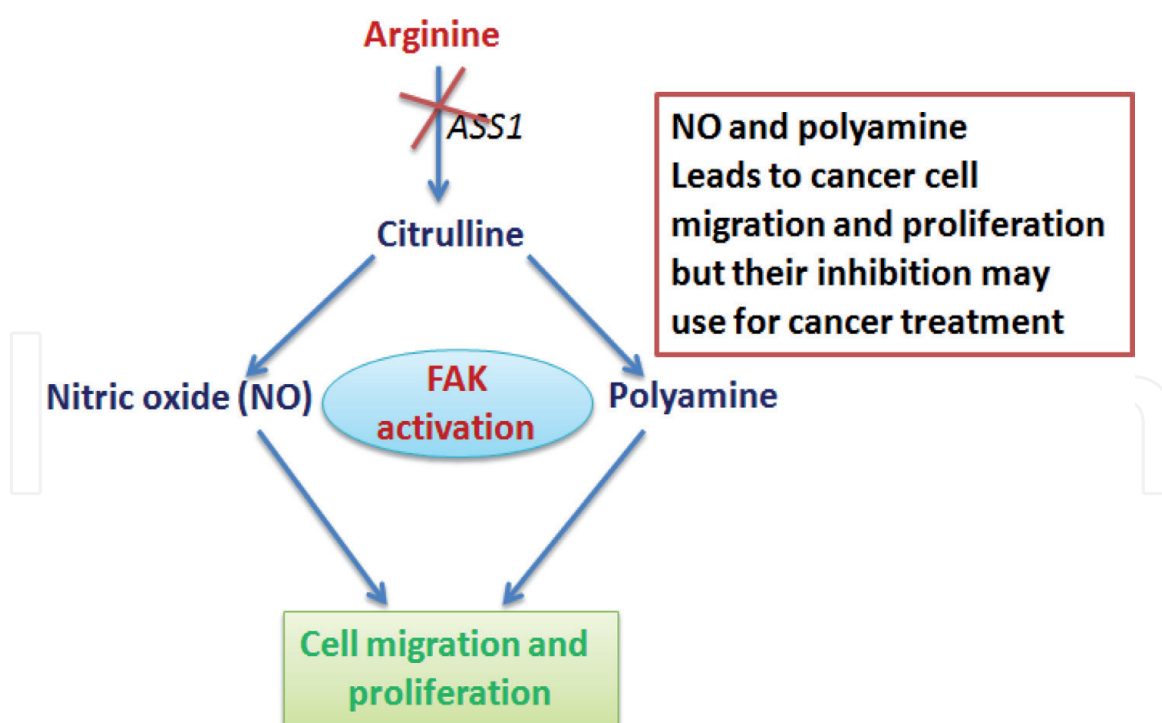 Arginine
ASS1
NO and polyamine
Leads to cancer cell
migration and proliferation
but their inhibition may
use for cancer treatment
Citrulline
Nitric oxide (NO)
FAK
activation
Polyamine
Cell migration and
proliferation